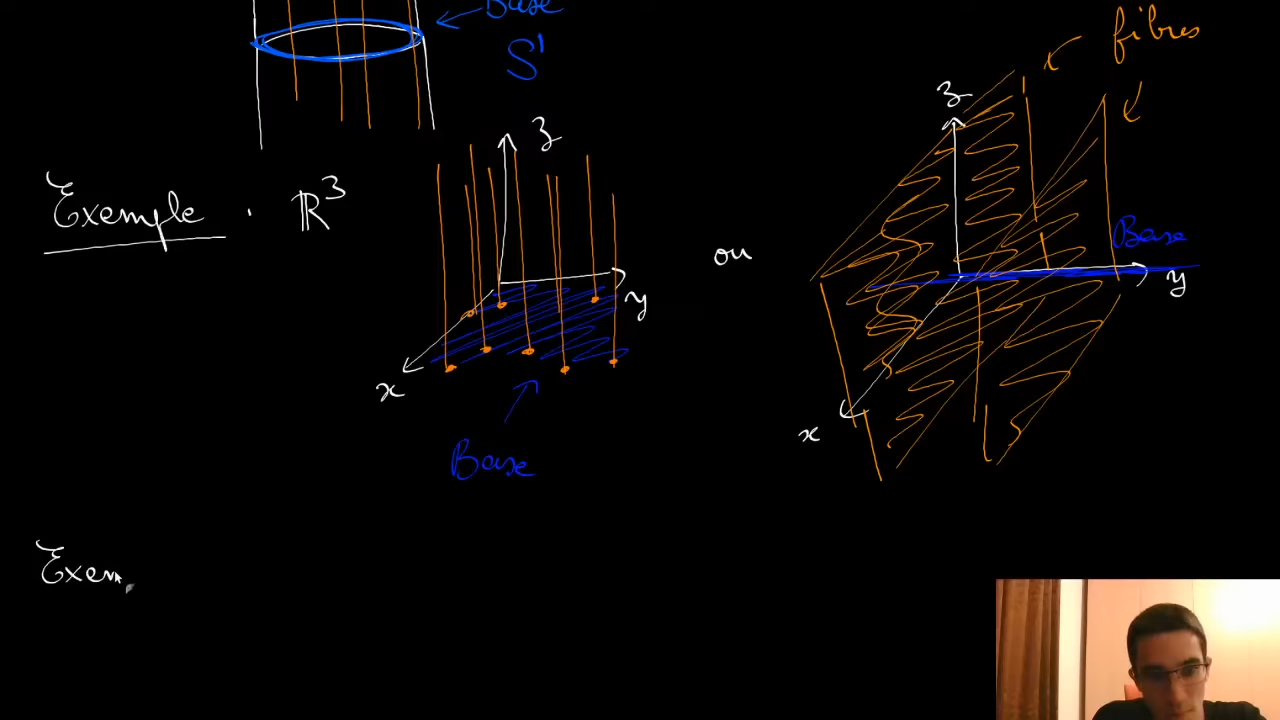 Base
S¹
fibres
z
z
Exemple . ℝ³
ou
Base
y
y
x
x
Base
Exem